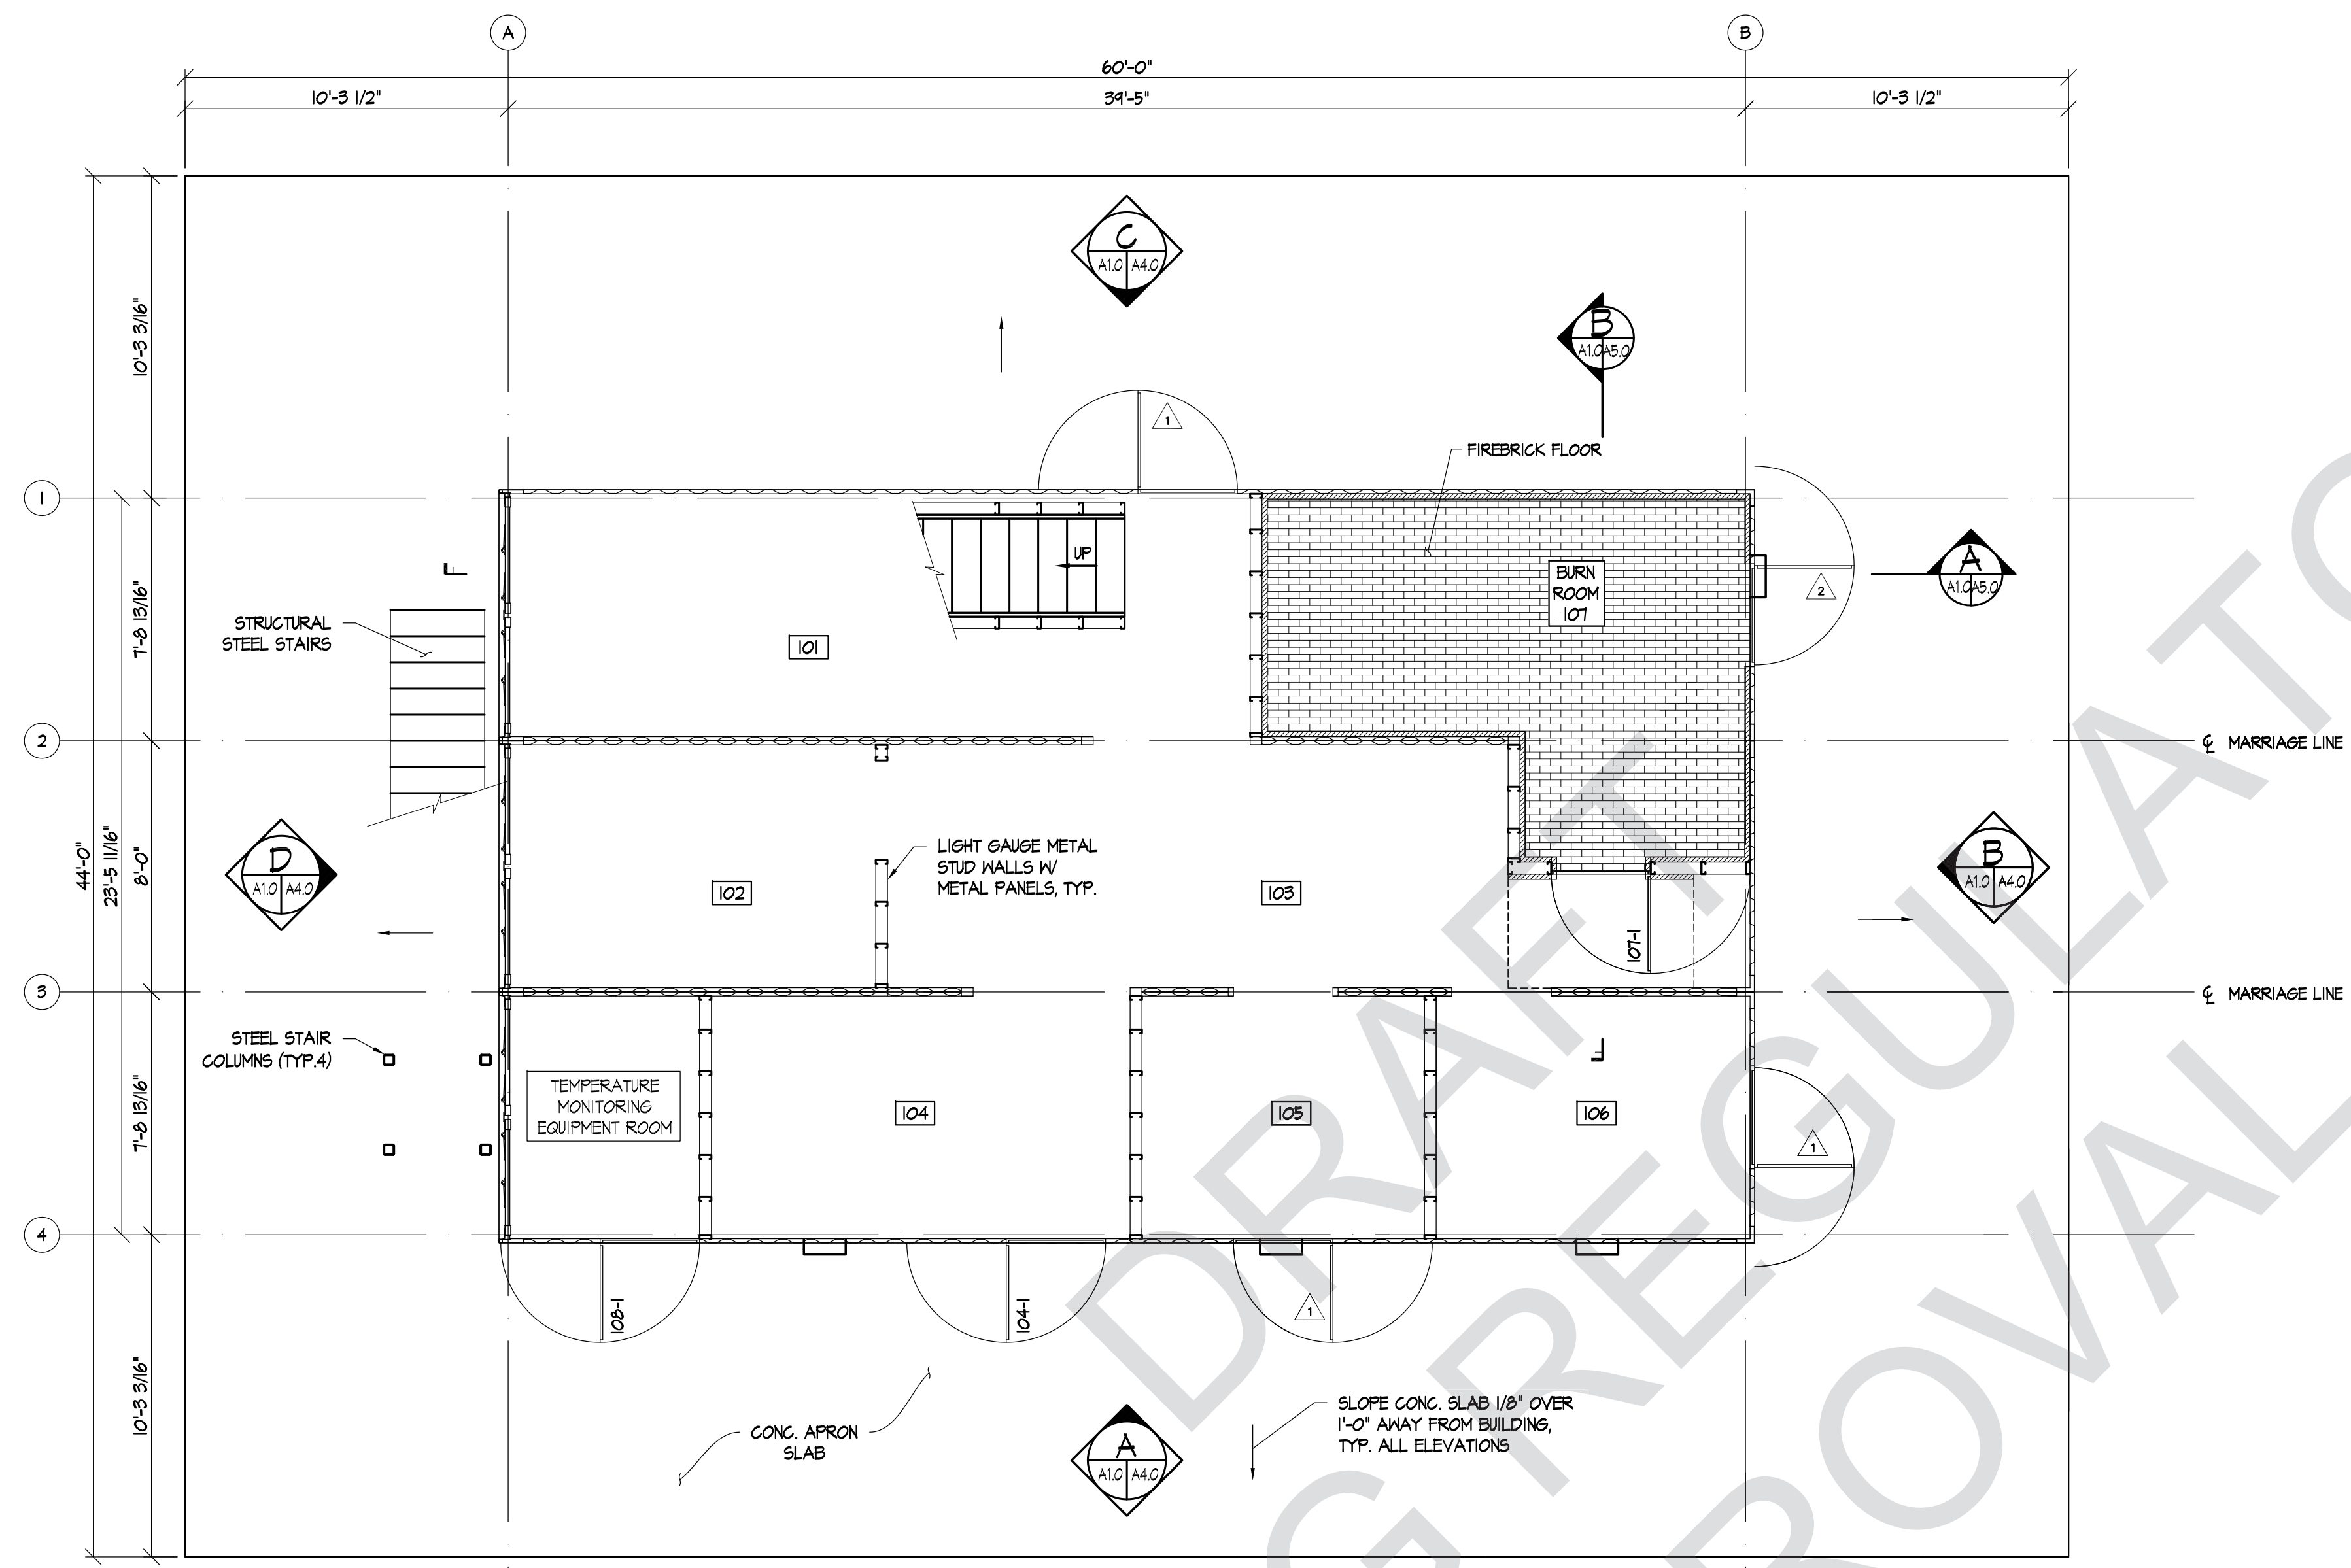 A
B
60'-0"
10'-3 1/2"
39'-5"
10'-3 1/2"
C
A1.0 A4.0
10'-3 3/16"
B
A1.0 A5.0
1
FIREBRICK FLOOR
1
7'-8 13/16"
UP
A
A1.0 A5.0
BURN
ROOM
107
2
STRUCTURAL
STEEL STAIRS
101
2
℄ MARRIAGE LINE
44'-0"
23'-5 11/16"
8'-0"
D
A1.0 A4.0
LIGHT GAUGE METAL
STUD WALLS W/
METAL PANELS, TYP.
102
103
B
A1.0 A4.0
107-1
3
℄ MARRIAGE LINE
STEEL STAIR
COLUMNS (TYP.4)
7'-8 13/16"
TEMPERATURE
MONITORING
EQUIPMENT ROOM
104
105
106
1
4
108-1
104-1
1
10'-3 3/16"
CONC. APRON
SLAB
A
A1.0 A4.0
SLOPE CONC. SLAB 1/8" OVER
1'-0" AWAY FROM BUILDING,
TYP. ALL ELEVATIONS
DRAFT